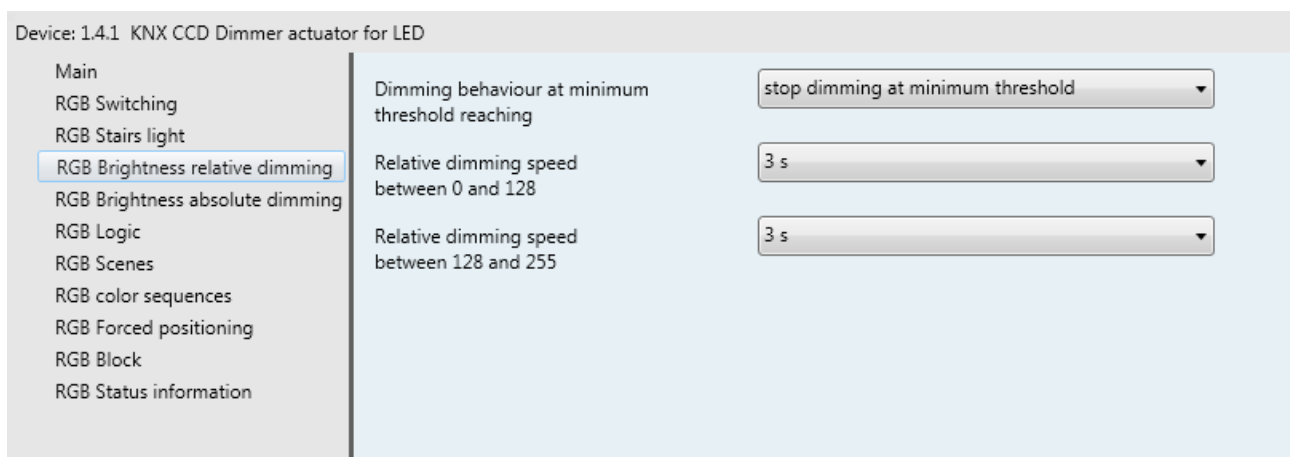 Device: 1.4.1  KNX CCD Dimmer actuator for LED
Main
RGB Switching
RGB Stairs light
RGB Brightness relative dimming
RGB Brightness absolute dimming
RGB Logic
RGB Scenes
RGB color sequences
RGB Forced positioning
RGB Block
RGB Status information
Dimming behaviour at minimum
threshold reaching
stop dimming at minimum threshold
Relative dimming speed
between 0 and 128
3 s
Relative dimming speed
between 128 and 255
3 s